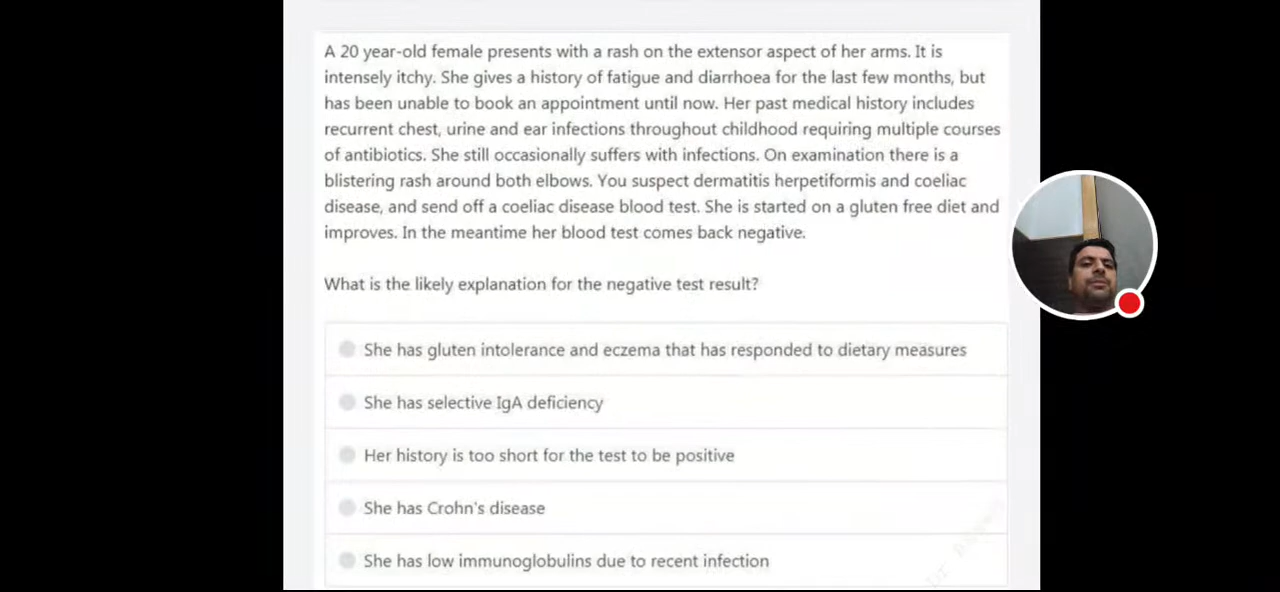 A 20 year-old female presents with a rash on the extensor aspect of her arms. It is
intensely itchy. She gives a history of fatigue and diarrhoea for the last few months, but
has been unable to book an appointment until now. Her past medical history includes
recurrent chest, urine and ear infections throughout childhood requiring multiple courses
of antibiotics. She still occasionally suffers with infections. On examination there is a
blistering rash around both elbows. You suspect dermatitis herpetiformis and coeliac
disease, and send off a coeliac disease blood test. She is started on a gluten free diet and
improves. In the meantime her blood test comes back negative.
What is the likely explanation for the negative test result?
She has gluten intolerance and eczema that has responded to dietary measures
She has selective IgA deficiency
Her history is too short for the test to be positive
She has Crohn's disease
She has low immunoglobulins due to recent infection